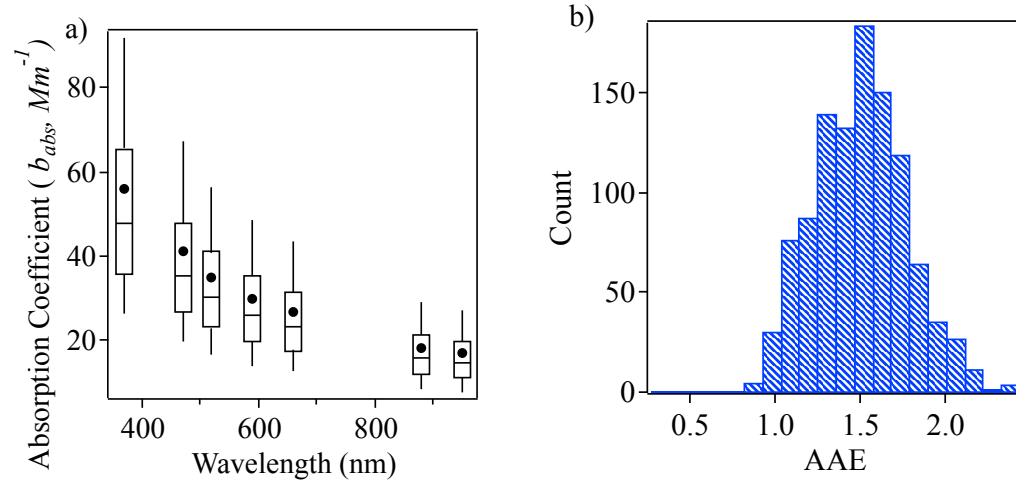 a)
Absorption Coefficient ( b_abs, Mm^-1 )
80
60
40
20
400
600
800
Wavelength (nm)
b)
Count
150
100
50
0
0.5
1.0
1.5
2.0
AAE